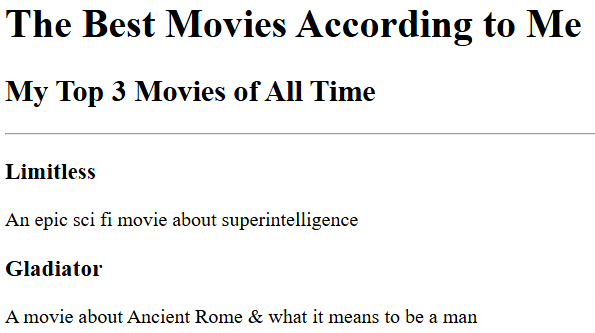 The Best Movies According to Me
My Top 3 Movies of All Time
Limitless
An epic sci fi movie about superintelligence
Gladiator
A movie about Ancient Rome & what it means to be a man